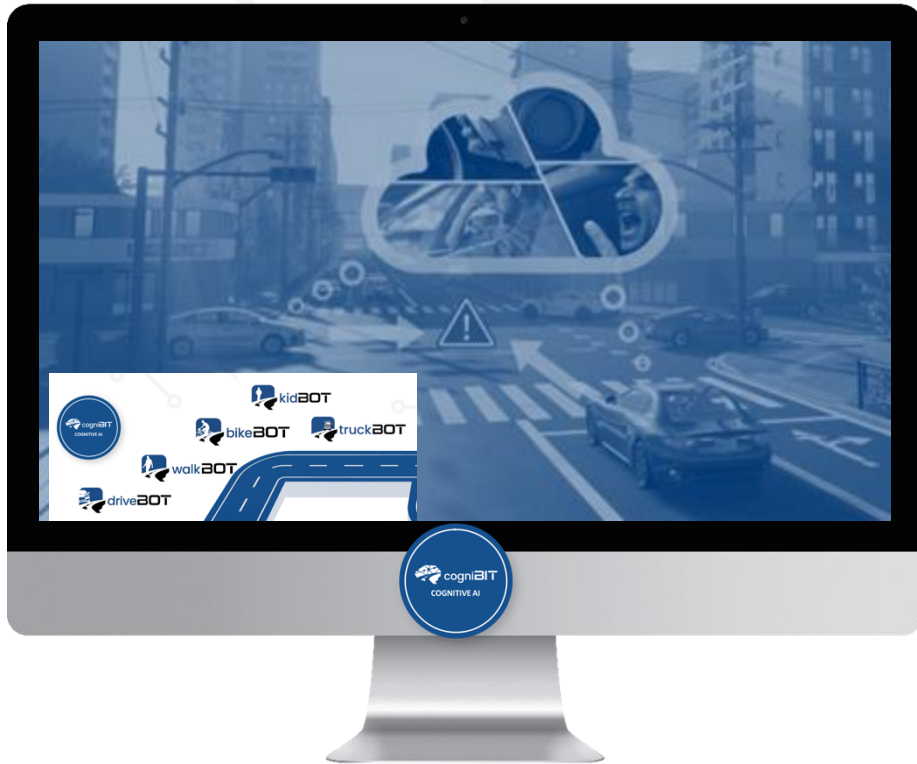 kidBOT
cogniBIT
COGNITIVE AI
bikeBOT
truckBOT
walkBOT
driveBOT
cogniBIT
COGNITIVE AI